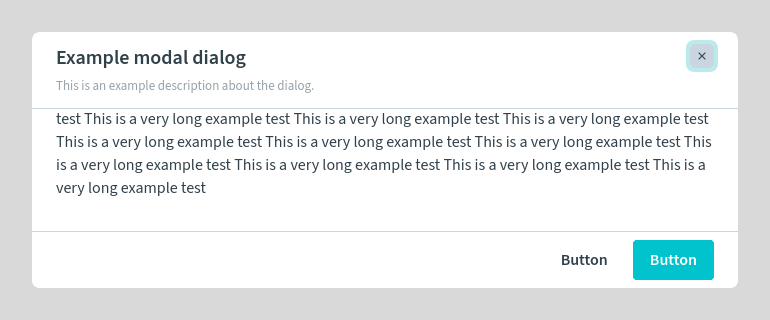 Example modal dialog
×
This is an example description about the dialog.
test This is a very long example test This is a very long example test This is a very long example test
This is a very long example test This is a very long example test This is a very long example test This
is a very long example test This is a very long example test This is a very long example test This is a
very long example test
Button
Button